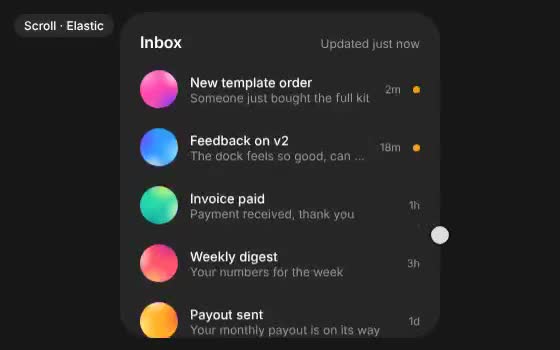 Scroll · Elastic
Inbox
Updated just now
New template order
Someone just bought the full kit
2m
Feedback on v2
The dock feels so good, can ...
18m
Invoice paid
Payment received, thank you
1h
Weekly digest
Your numbers for the week
3h
Payout sent
Your monthly payout is on its way
1d